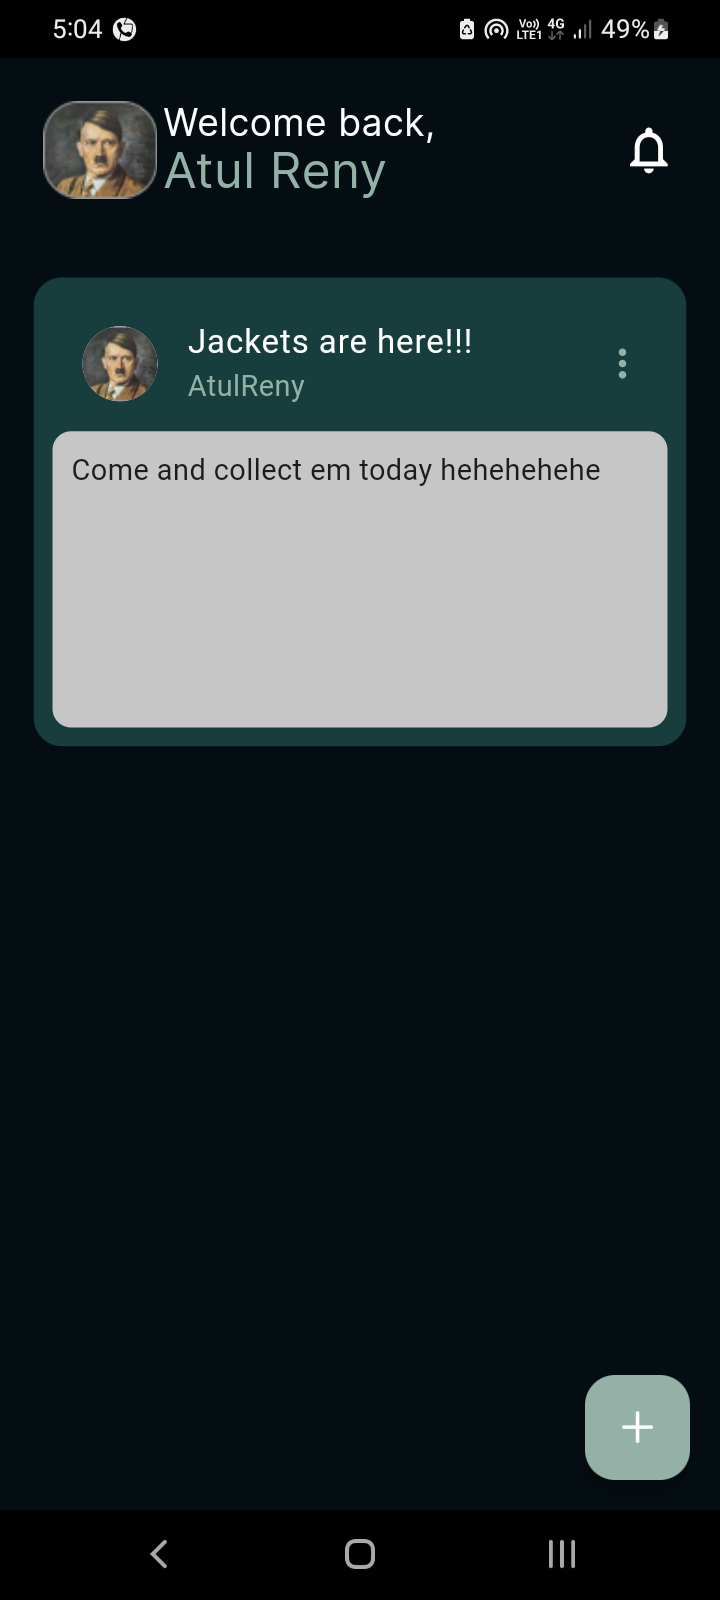 5:04
Vo)) 4G 49%
LTE1
Welcome back,
Atul Reny
Jackets are here!!!
AtulReny
Come and collect em today hehehehehe